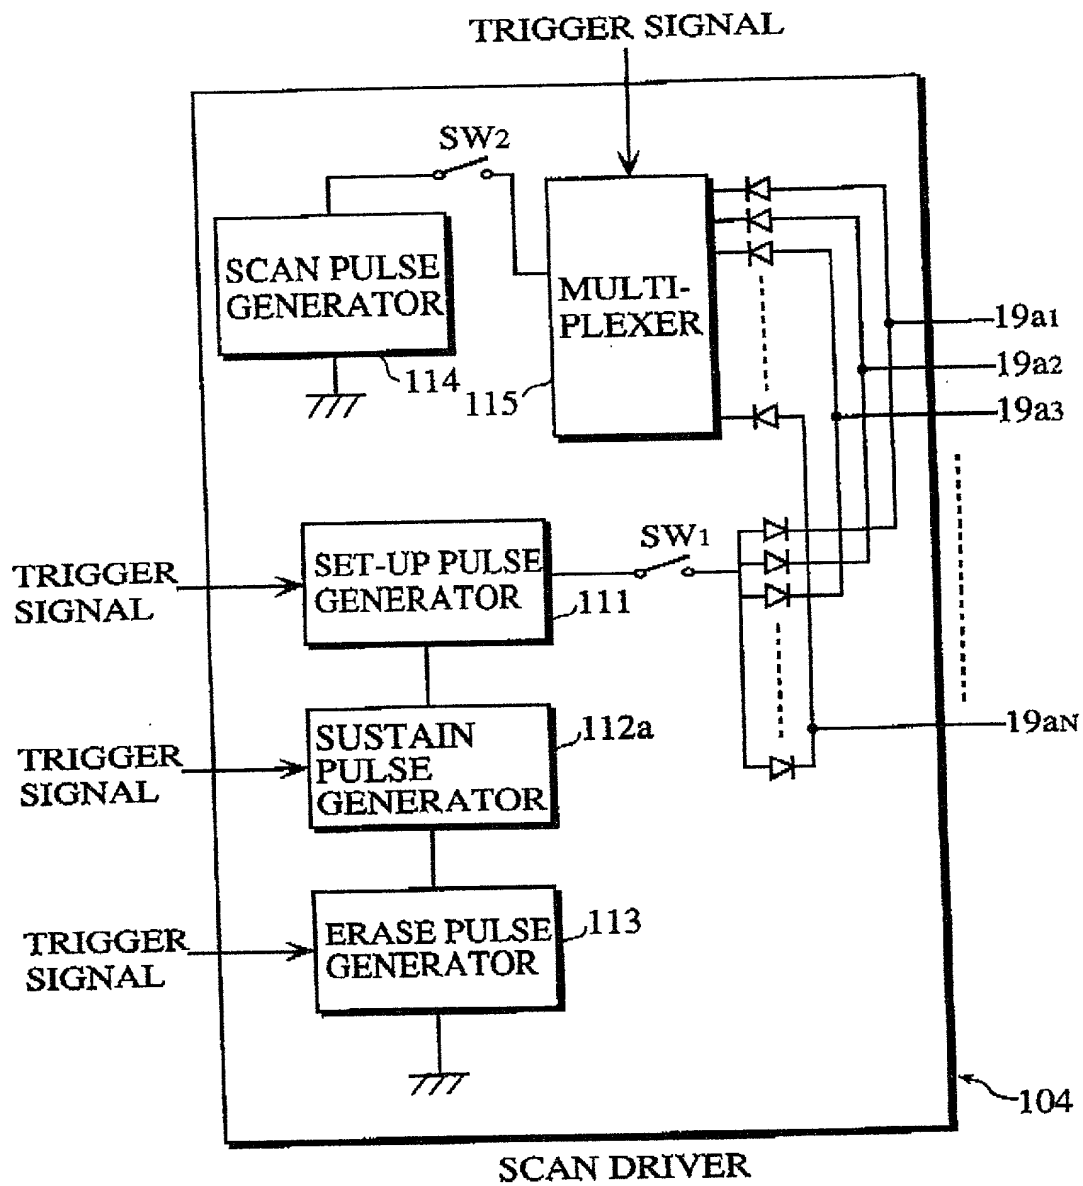 TRIGGER SIGNAL
SW2
SCAN PULSE
GENERATOR
114
MULTI-
PLEXER
115
19a1
19a2
19a3
TRIGGER
SIGNAL
SET-UP PULSE
GENERATOR
111
SW1
TRIGGER
SIGNAL
SUSTAIN
PULSE
GENERATOR
112a
19aN
TRIGGER
SIGNAL
ERASE PULSE
GENERATOR
113
104
SCAN DRIVER